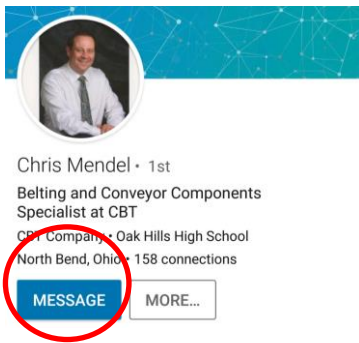 Chris Mendel • 1st
Belting and Conveyor Components
Specialist at CBT
CBT Company • Oak Hills High School
North Bend, Ohio • 158 connections
MESSAGE
MORE...